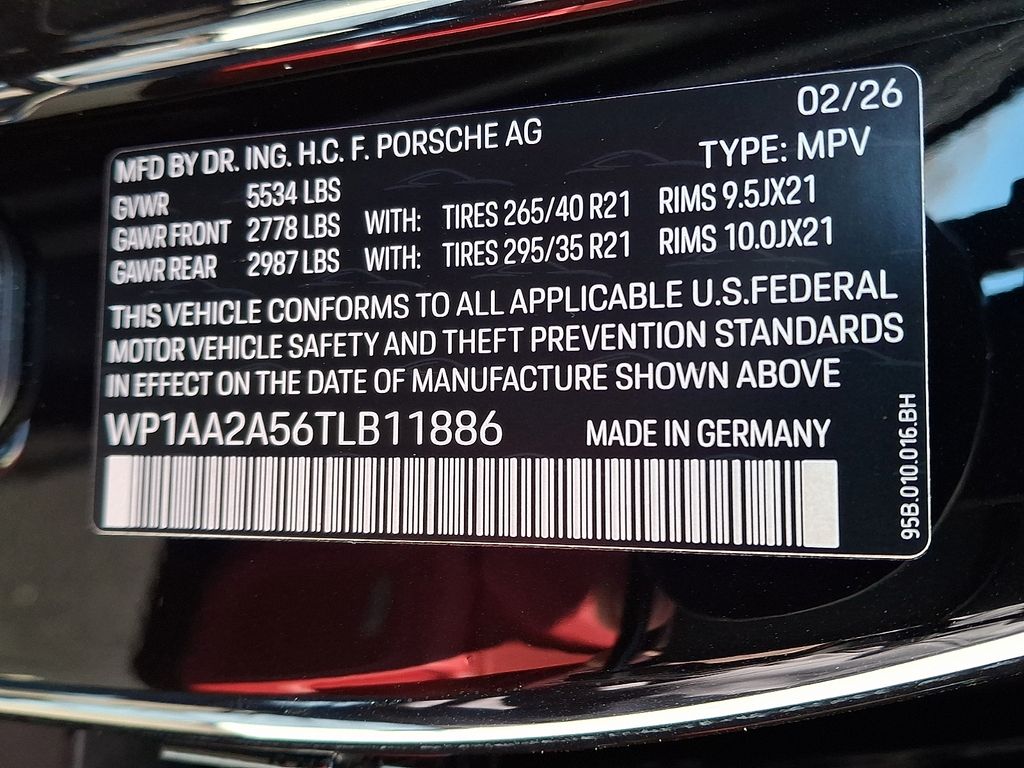 02/26
MFD BY DR. ING. H.C. F. PORSCHE AG TYPE: MPV
GVWR 5534 LBS
GAWR FRONT 2778 LBS WITH: TIRES 265/40 R21 RIMS 9.5JX21
GAWR REAR 2987 LBS WITH: TIRES 295/35 R21 RIMS 10.0JX21
THIS VEHICLE CONFORMS TO ALL APPLICABLE U.S.FEDERAL
MOTOR VEHICLE SAFETY AND THEFT PREVENTION STANDARDS
IN EFFECT ON THE DATE OF MANUFACTURE SHOWN ABOVE
WP1AA2A56TLB11886 MADE IN GERMANY
95B.010.016.BH